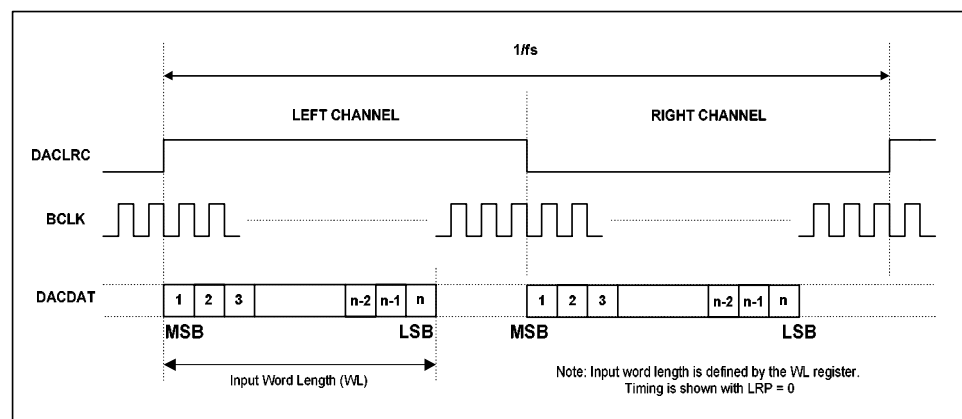 1/fs
LEFT CHANNEL
RIGHT CHANNEL
DACLRC
BCLK
DACDAT
1 2 3 n-2 n-1 n
1 2 3 n-2 n-1 n
MSB LSB MSB LSB
Input Word Length (WL)
Note: Input word length is defined by the WL register.
Timing is shown with LRP = 0